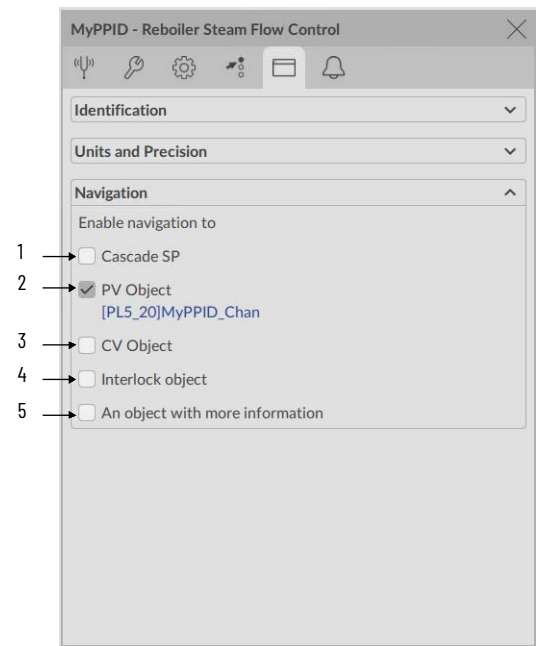 MyPPID - Reboiler Steam Flow Control
Identification
Units and Precision
Navigation
Enable navigation to
1 Cascade SP
2 PV Object
[PL5_20]MyPPID_Chan
3 CV Object
4 Interlock object
5 An object with more information